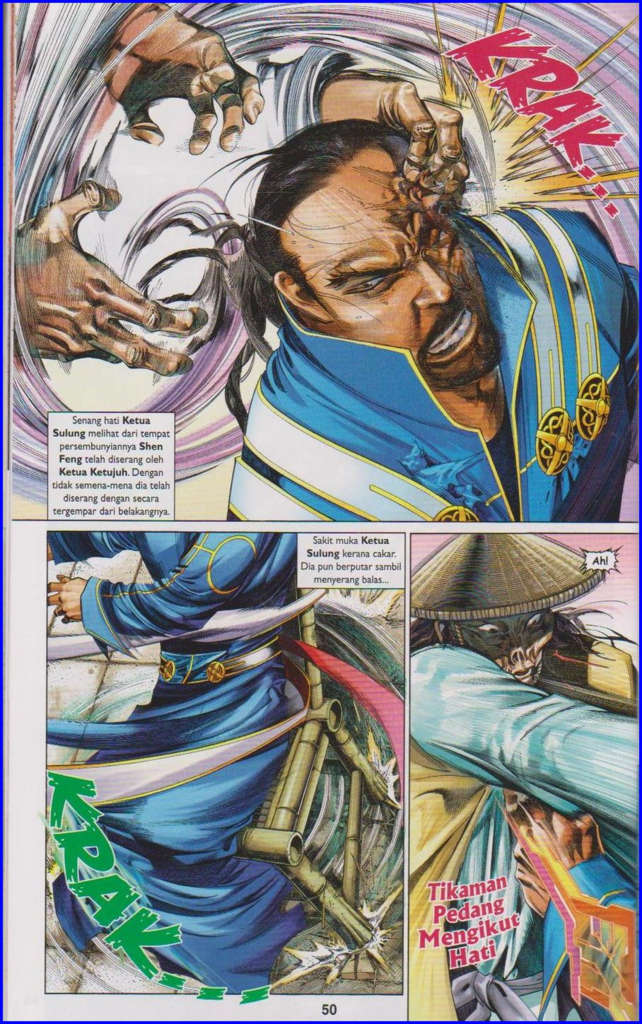 KRAK...
Senang hati Ketua
Sulung melihat dari tempat
persembunyiannya Shen
Feng telah diserang oleh
Ketua Ketujuh. Dengan
tidak semena-mena dia telah
diserang dengan secara
tergempar dari belakangnya.
Sakit muka Ketua
Sulung kerana cakar.
Dia pun berputar sambil
menyerang balas...
Ah!
KRAK...
Tikaman
Pedang
Mengikut
Hati
50